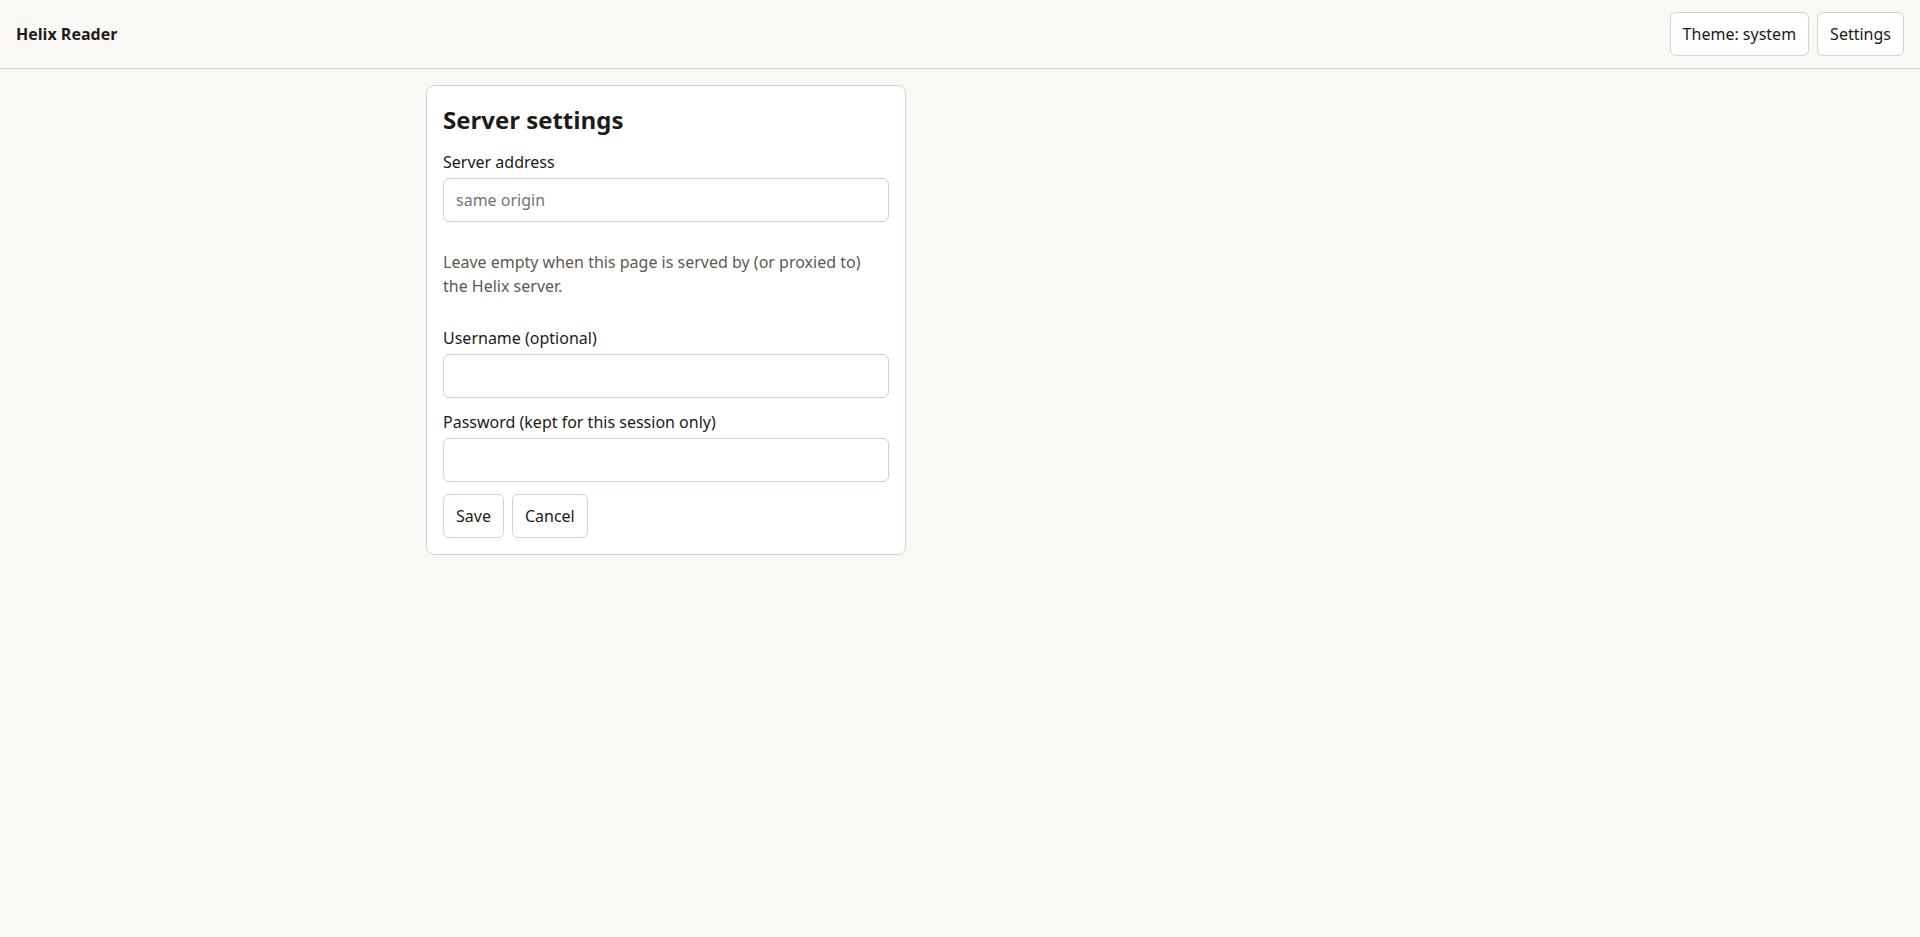 Helix Reader
Theme: system
Settings
Server settings
Server address
same origin
Leave empty when this page is served by (or proxied to)
the Helix server.
Username (optional)
Password (kept for this session only)
Save
Cancel